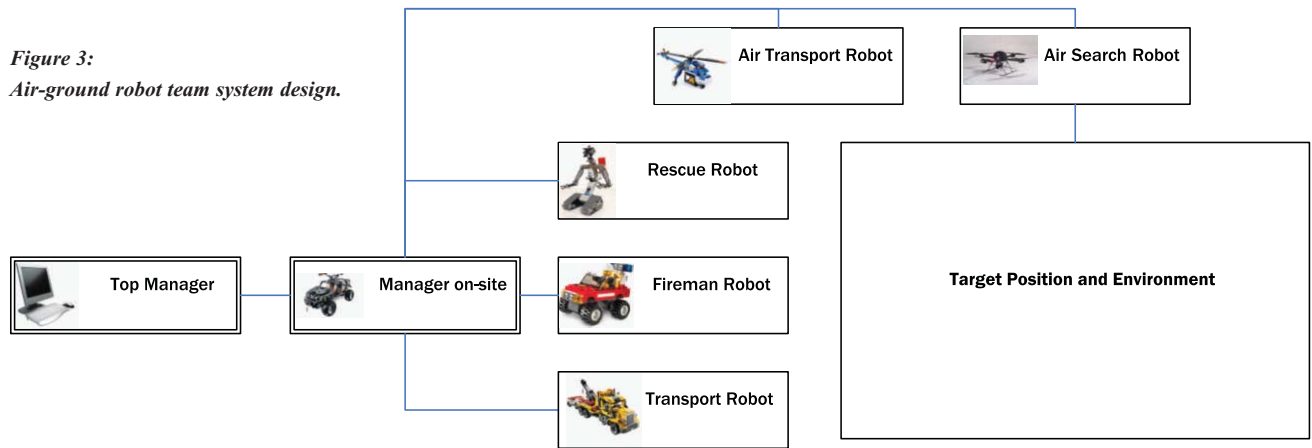 Figure 3:
Air-ground robot team system design.
Air Transport Robot
Air Search Robot
Rescue Robot
Top Manager
Manager on-site
Fireman Robot
Target Position and Environment
Transport Robot